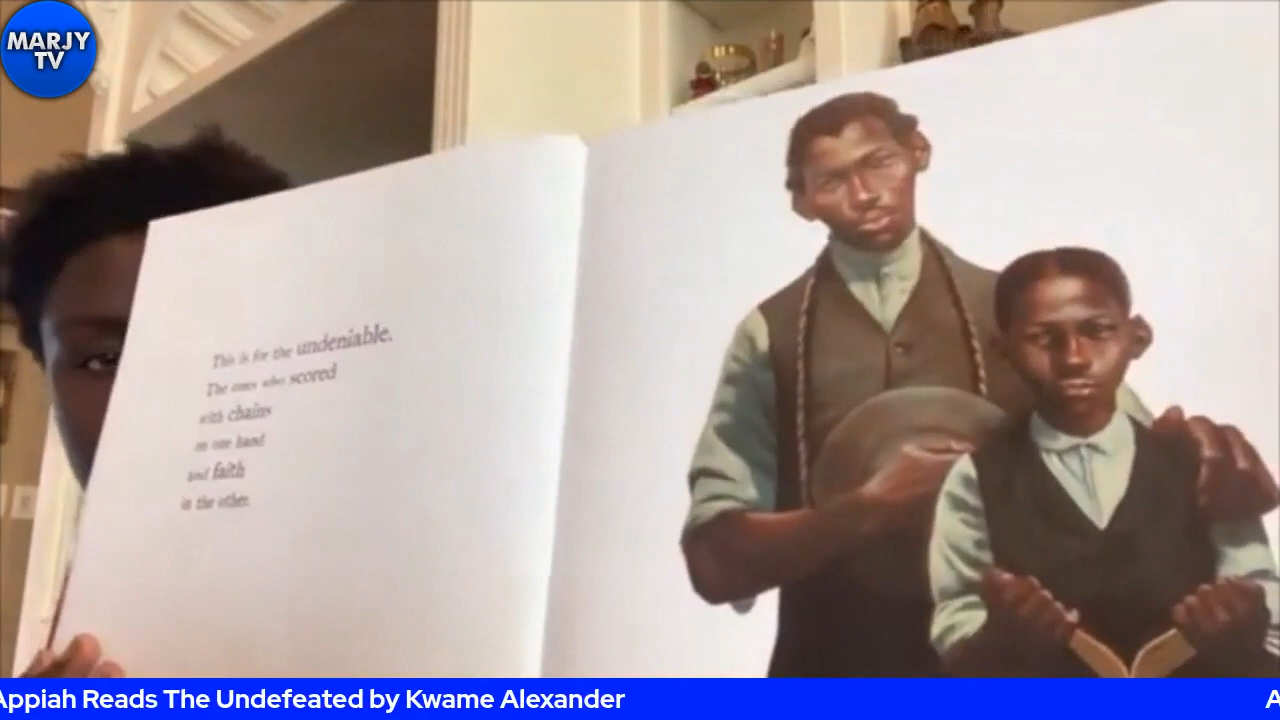 MARJY
TV
This is for the undeniable.
The ones who scored
with chains
on one hand
and faith
in the other.
Appiah Reads The Undefeated by Kwame Alexander
A